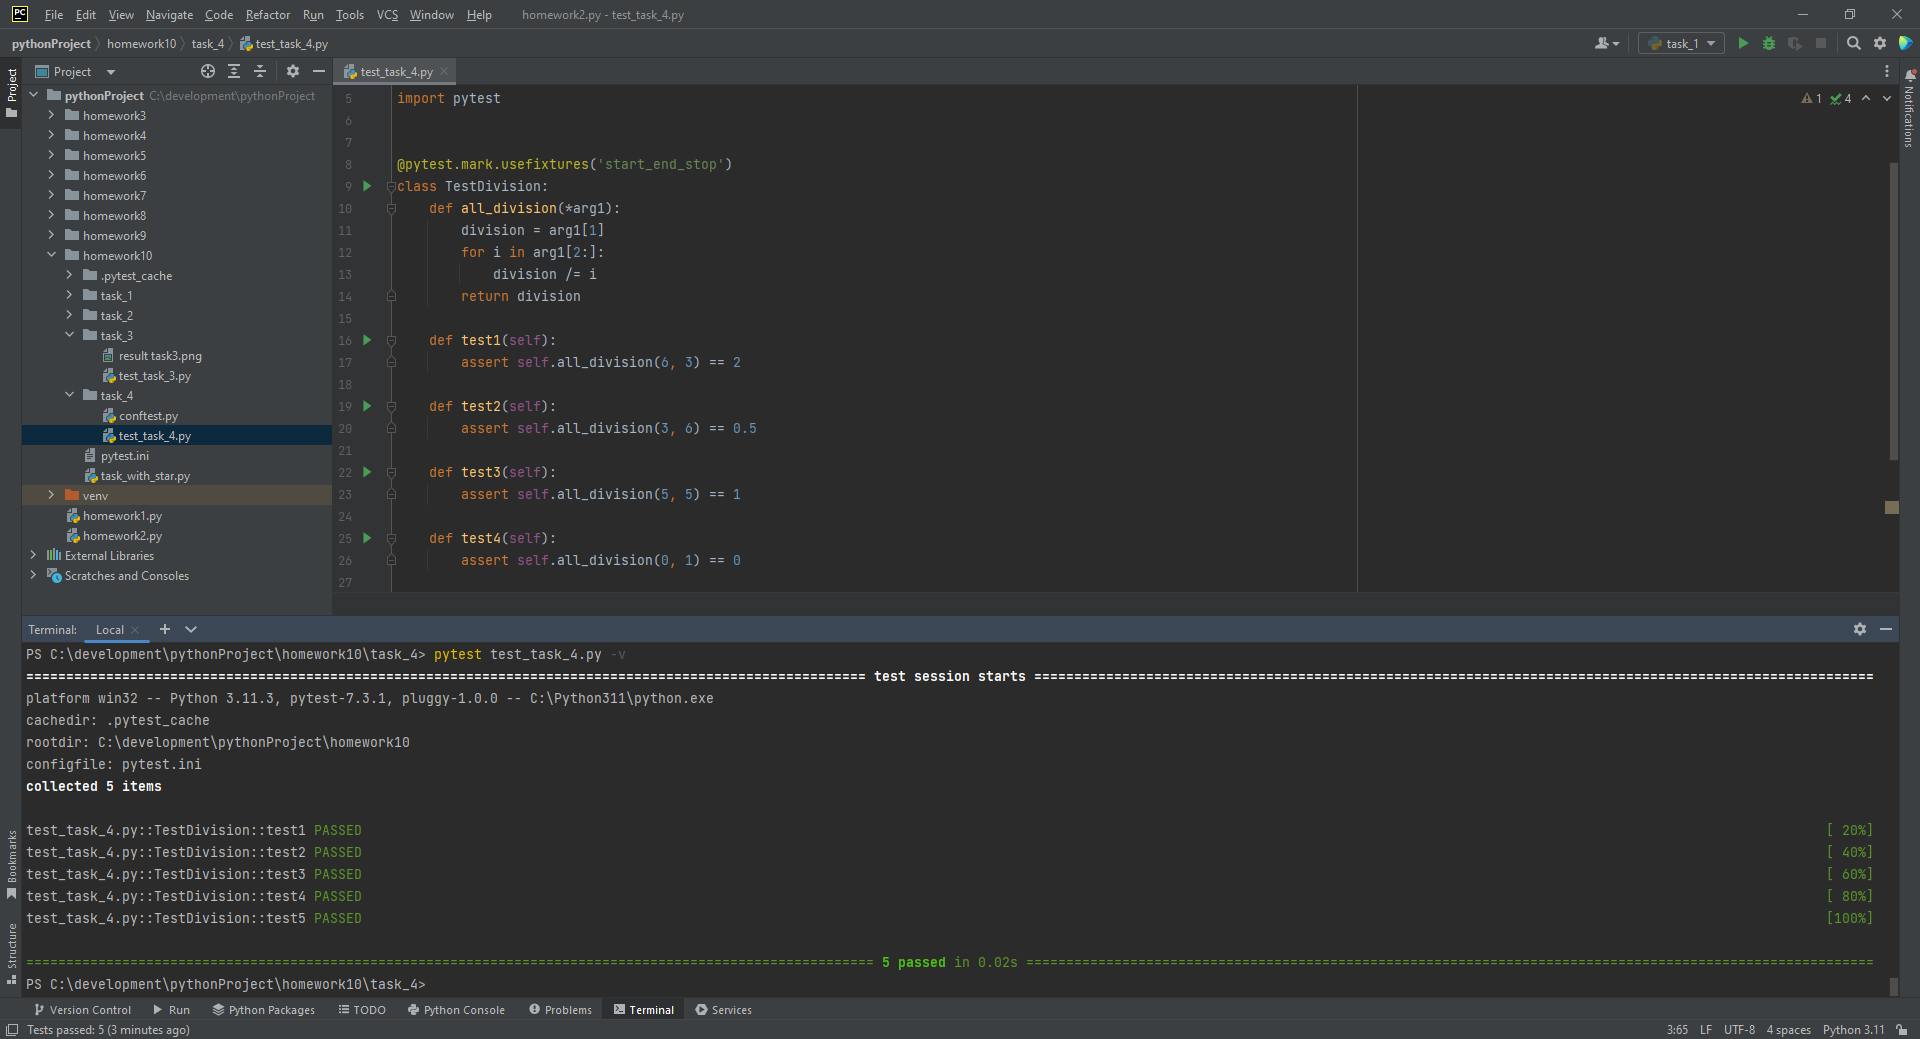 PC File Edit View Navigate Code Refactor Run Tools VCS Window Help homework2.py - test_task_4.py
pythonProject homework10 task_4 test_task_4.py task_1
Project
Project
test_task_4.py
Notifications
pythonProject C:\development\pythonProject
homework3
homework4
homework5
homework6
homework7
homework8
homework9
homework10
.pytest_cache
task_1
task_2
task_3
result task3.png
test_task_3.py
task_4
conftest.py
test_task_4.py
pytest.ini
task_with_star.py
venv
homework1.py
homework2.py
External Libraries
Scratches and Consoles
1 4
5 import pytest
6
7
8 @pytest.mark.usefixtures('start_end_stop')
9 class TestDivision:
10 def all_division(*arg1):
11 division = arg1[1]
12 for i in arg1[2:]:
13 division /= i
14 return division
15
16 def test1(self):
17 assert self.all_division(6, 3) == 2
18
19 def test2(self):
20 assert self.all_division(3, 6) == 0.5
21
22 def test3(self):
23 assert self.all_division(5, 5) == 1
24
25 def test4(self):
26 assert self.all_division(0, 1) == 0
27
Terminal: Local
PS C:\development\pythonProject\homework10\task_4> pytest test_task_4.py -v
test session starts
platform win32 -- Python 3.11.3, pytest-7.3.1, pluggy-1.0.0 -- C:\Python311\python.exe
cachedir: .pytest_cache
rootdir: C:\development\pythonProject\homework10
configfile: pytest.ini
collected 5 items
test_task_4.py::TestDivision::test1 PASSED [ 20%]
test_task_4.py::TestDivision::test2 PASSED [ 40%]
test_task_4.py::TestDivision::test3 PASSED [ 60%]
test_task_4.py::TestDivision::test4 PASSED [ 80%]
test_task_4.py::TestDivision::test5 PASSED [100%]
5 passed in 0.02s
PS C:\development\pythonProject\homework10\task_4>
Bookmarks
Structure
Version Control Run Python Packages TODO Python Console Problems Terminal Services
Tests passed: 5 (3 minutes ago) 3:65 LF UTF-8 4 spaces Python 3.11